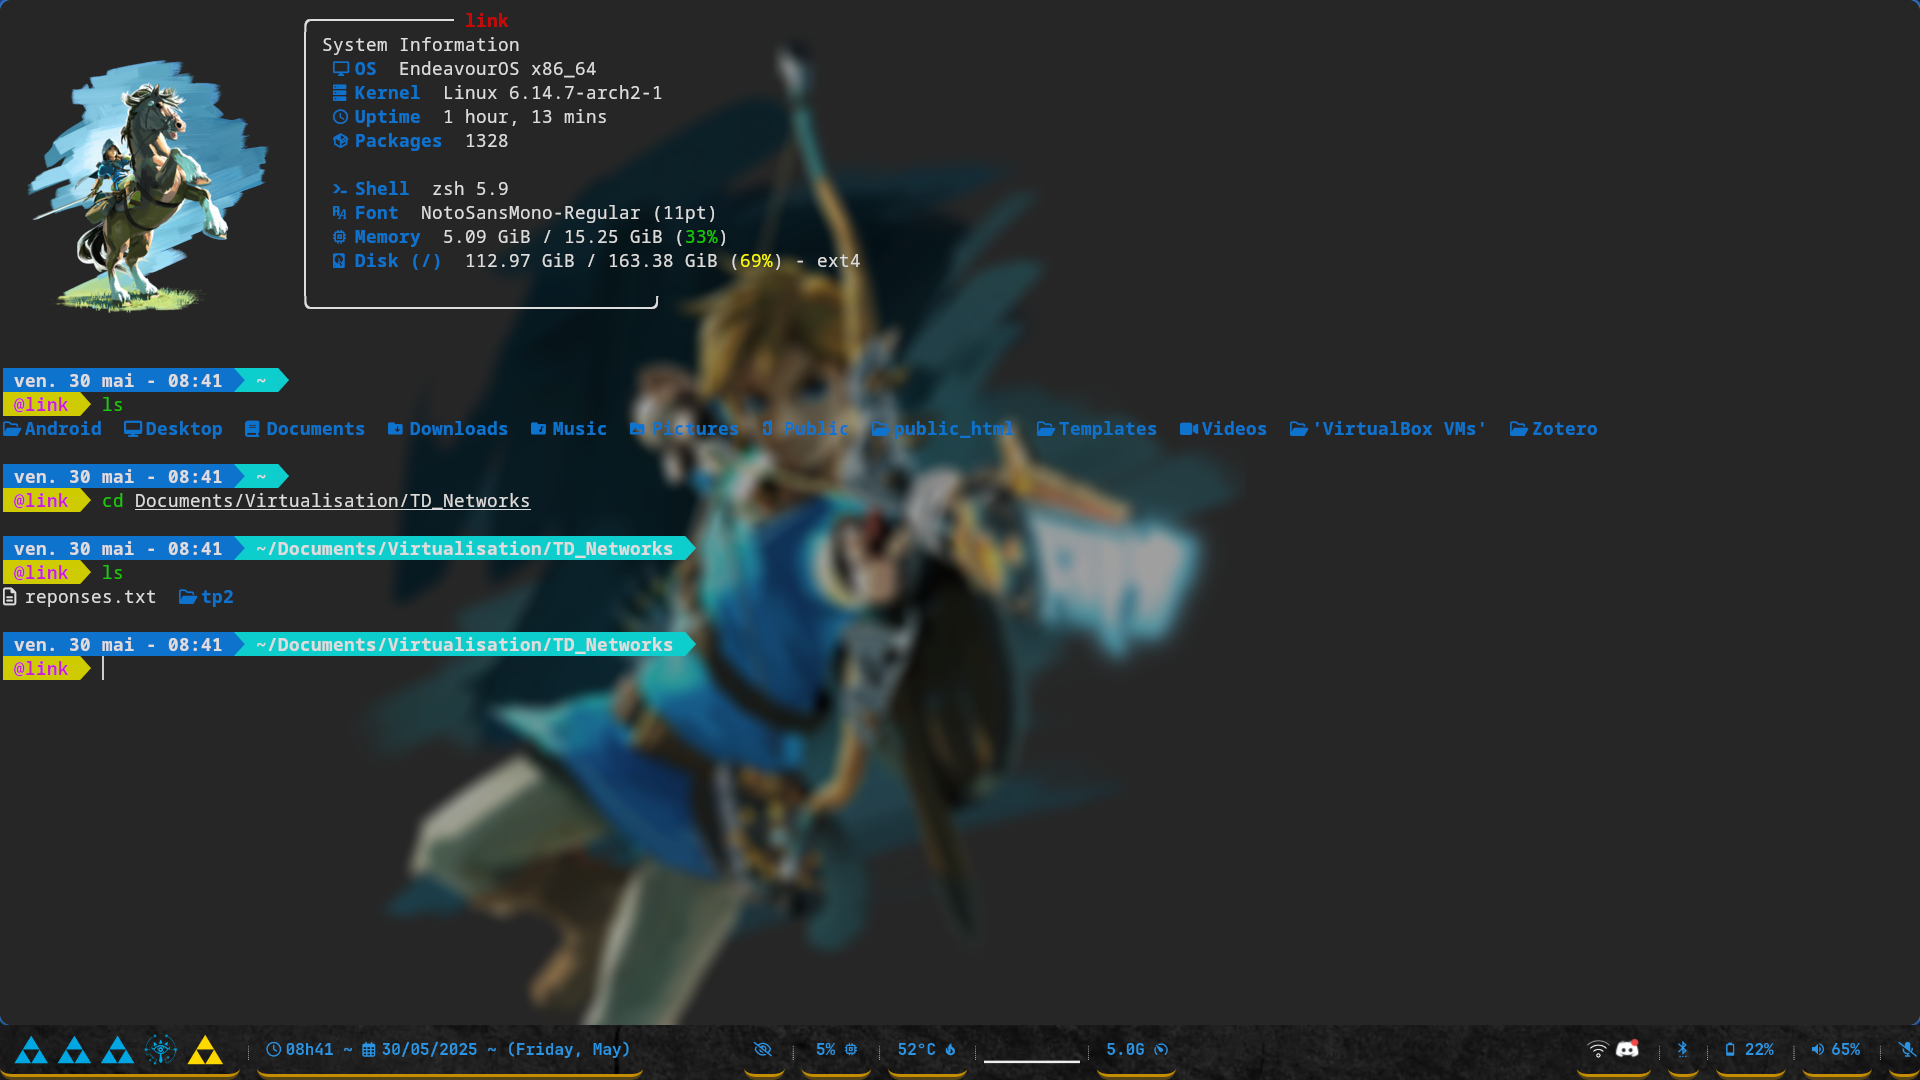 link
System Information
OS EndeavourOS x86_64
Kernel Linux 6.14.7-arch2-1
Uptime 1 hour, 13 mins
Packages 1328
Shell zsh 5.9
Font NotoSansMono-Regular (11pt)
Memory 5.09 GiB / 15.25 GiB (33%)
Disk (/) 112.97 GiB / 163.38 GiB (69%) - ext4
ven. 30 mai - 08:41 ~
@link ls
Android Desktop Documents Downloads Music Pictures Public public_html Templates Videos 'VirtualBox VMs' Zotero
ven. 30 mai - 08:41 ~
@link cd Documents/Virtualisation/TD_Networks
ven. 30 mai - 08:41 ~/Documents/Virtualisation/TD_Networks
@link ls
reponses.txt tp2
ven. 30 mai - 08:41 ~/Documents/Virtualisation/TD_Networks
@link
08h41 ~ 30/05/2025 ~ (Friday, May) 5% 52°C 5.0G 22% 65%